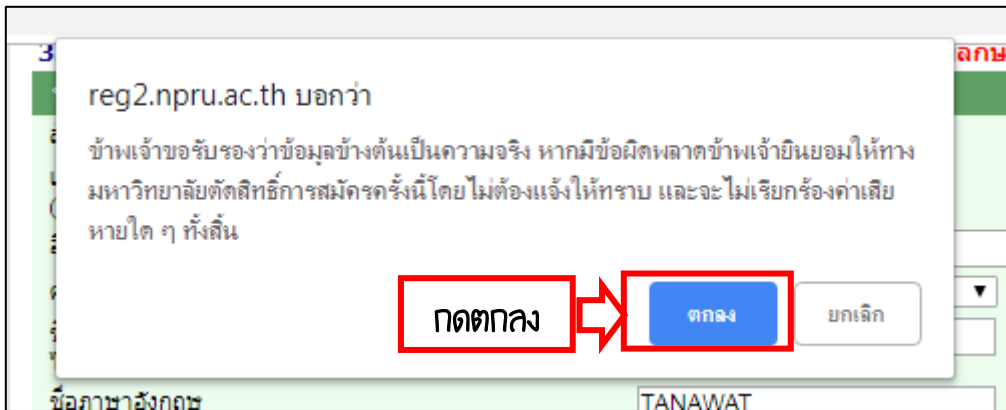 3
ลักษ
reg2.npru.ac.th บอกว่า
ข้าพเจ้าขอรับรองว่าข้อมูลข้างต้นเป็นความจริง หากมีข้อผิดพลาดข้าพเจ้ายินยอมให้ทาง
มหาวิทยาลัยตัดสิทธิ์การสมัครครั้งนี้โดยไม่ต้องแจ้งให้ทราบ และจะไม่เรียกร้องค่าเสีย
หายใด ๆ ทั้งสิ้น
กดตกลง
ตกลง
ยกเลิก
ชื่อภาษาอังกฤษ
TANAWAT